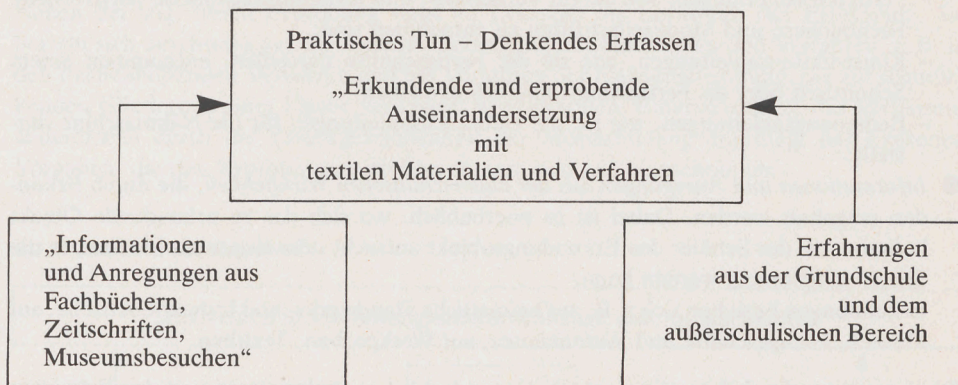 Praktisches Tun – Denkendes Erfassen
„Erkundende und erprobende
Auseinandersetzung
mit
textilen Materialien und Verfahren
„Informationen
und Anregungen aus
Fachbüchern,
Zeitschriften,
Museumsbesuchen“
Erfahrungen
aus der Grundschule
und dem
außerschulischen Bereich